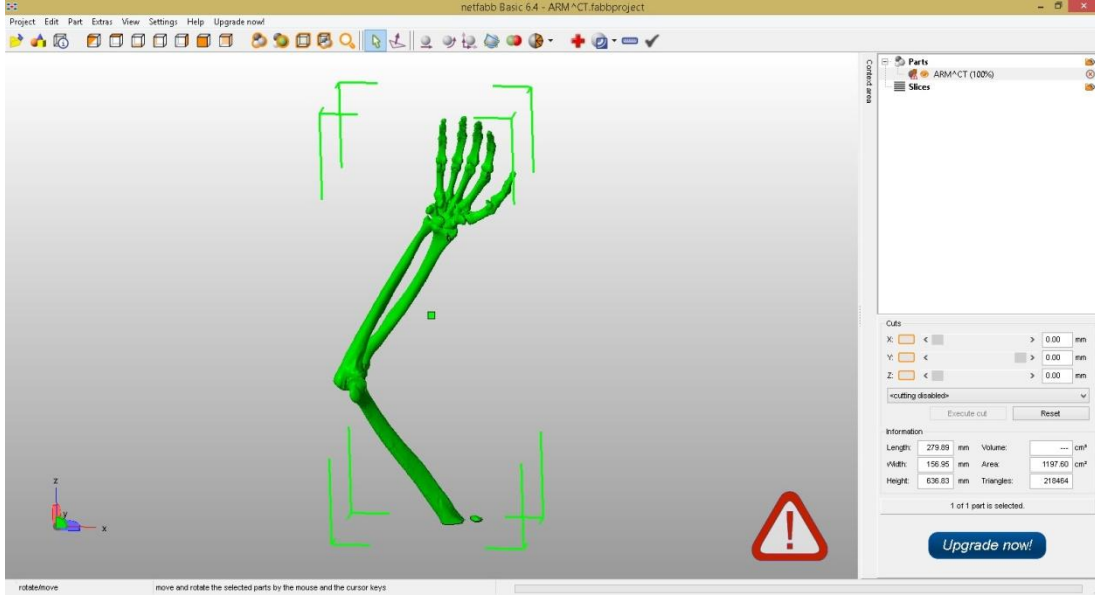 netfabb Basic 6.4 - ARM^CT.fabbproject
Project Edit Part Extras View Settings Help Upgrade now!
Context area
Parts
ARM^CT (100%)
Slices
z
y
x
Cuts
X: < > 0.00 mm
Y: < > 0.00 mm
Z: < > 0.00 mm
<cutting disabled>
Execute cut Reset
Information
Length: 279.89 mm Volume: --- cm³
Width: 156.95 mm Area: 1197.60 cm²
Height: 636.83 mm Triangles: 218464
1 of 1 part is selected.
Upgrade now!
rotate/move move and rotate the selected parts by the mouse and the cursor keys